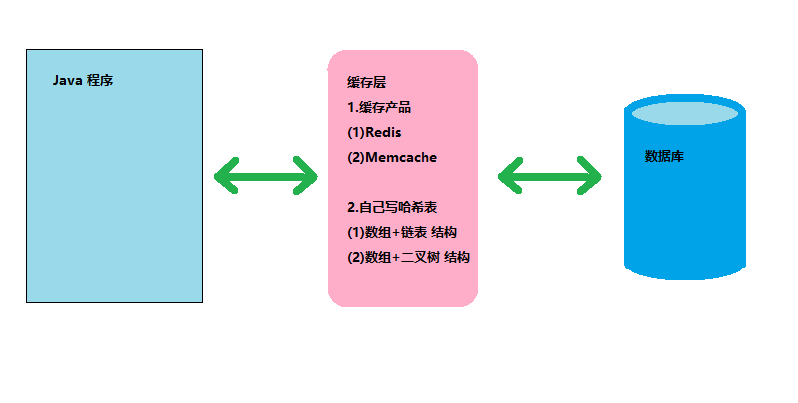 Java 程序
缓存层
1.缓存产品
(1)Redis
(2)Memcache
2.自己写哈希表
(1)数组+链表 结构
(2)数组+二叉树 结构
数据库